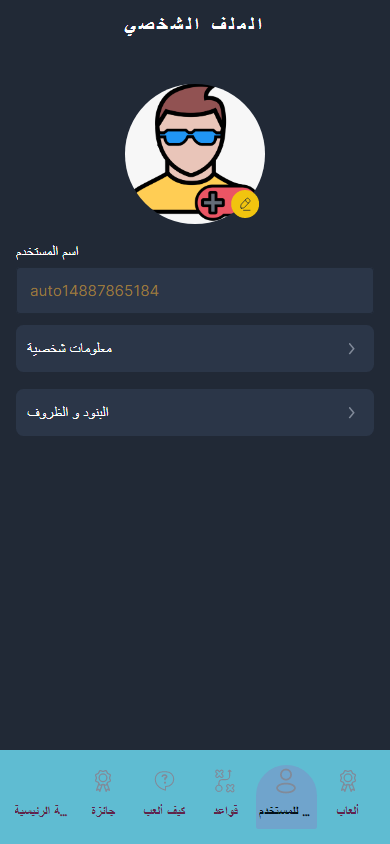 الملف الشخصي
اسم المستخدم
auto14887865184
معلومات شخصية
البنود و الظروف
ألعاب
للمستخدم ...
قواعد
كيف ألعب
جائزة
ة الرئيسية...